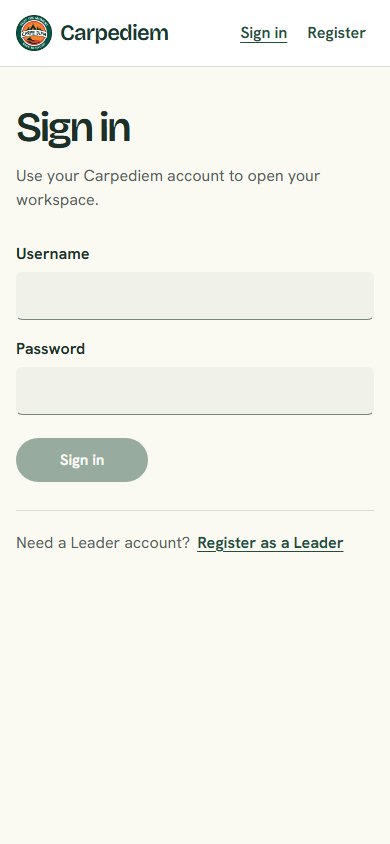 Carpediem
Sign in
Register
Sign in
Use your Carpediem account to open your
workspace.
Username
Password
Sign in
Need a Leader account? Register as a Leader